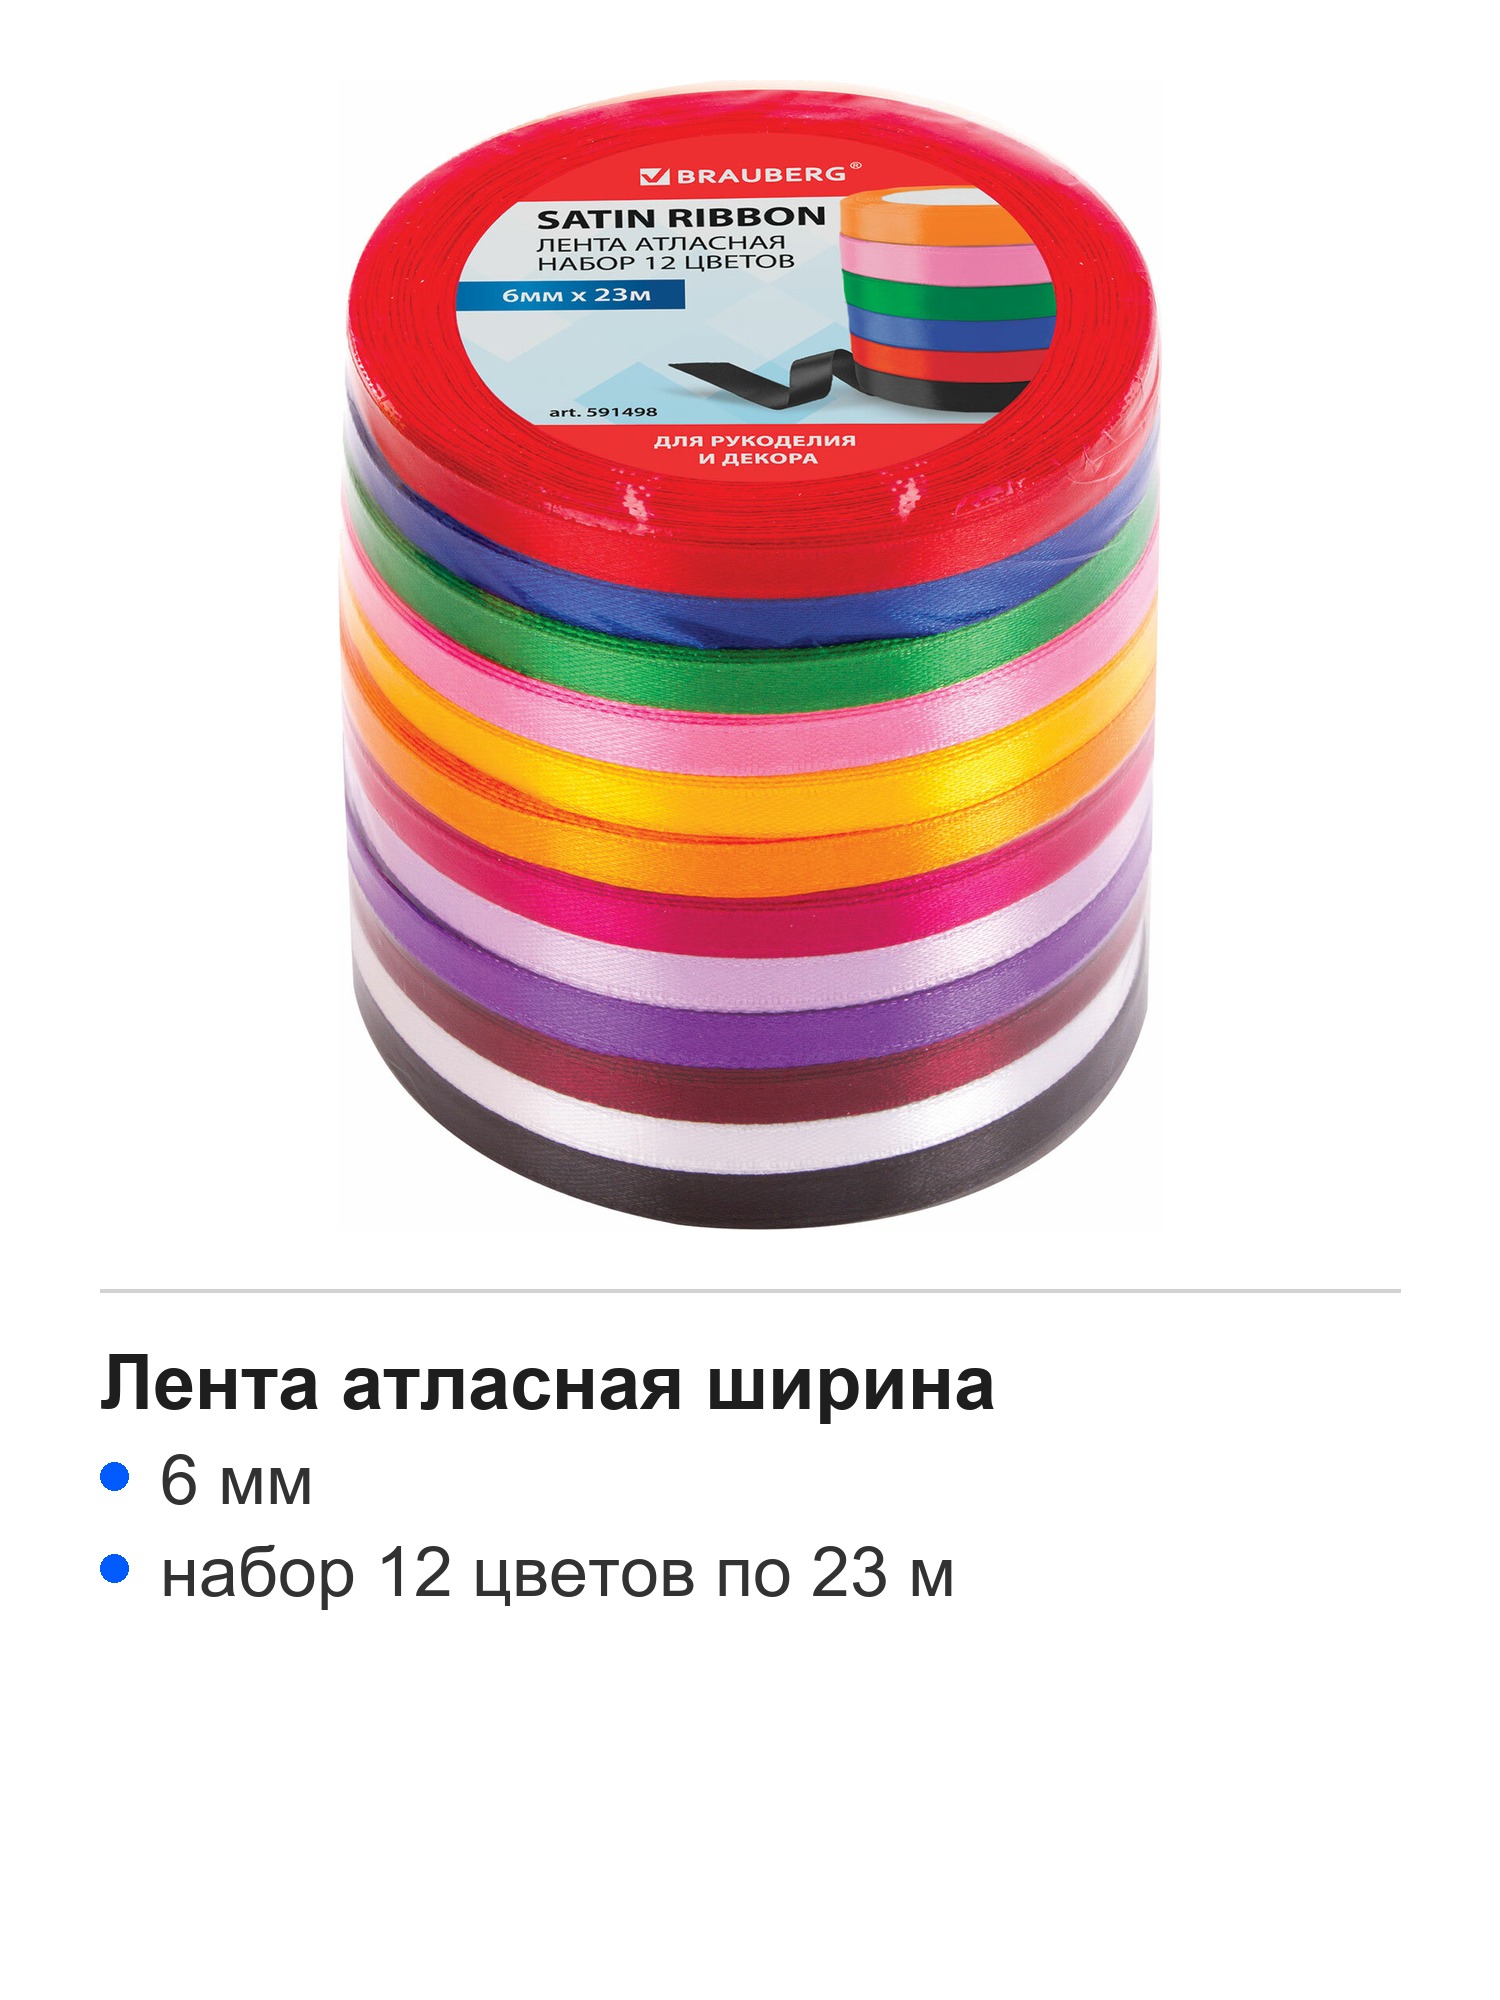 BRAUBERG®
SATIN RIBBON
ЛЕНТА АТЛАСНАЯ
НАБОР 12 ЦВЕТОВ
6мм x 23м
art. 591498
ДЛЯ РУКОДЕЛИЯ
И ДЕКОРА
Лента атласная ширина
6 мм
набор 12 цветов по 23 м